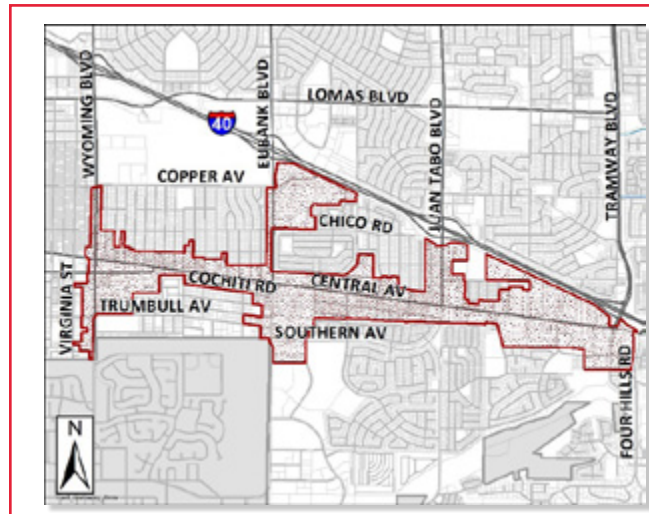 WYOMING BLVD
EUBANK BLVD
LOMAS BLVD
JUAN TABO BLVD
TRAMWAY BLVD
40
COPPER AV
CHICO RD
VIRGINIA ST
COCHITI RD
CENTRAL AV
TRUMBULL AV
SOUTHERN AV
FOUR HILLS RD
N